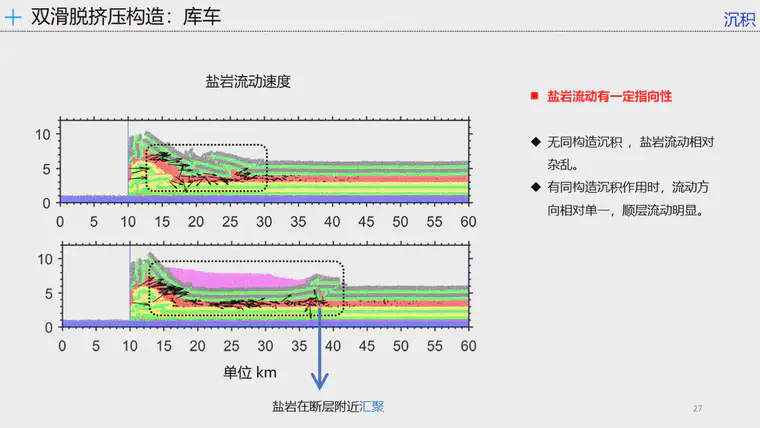 双滑脱挤压构造：库车
沉积
盐岩流动速度
10
5
0
0 5 10 15 20 25 30 35 40 45 50 55 60
10
5
0
0 5 10 15 20 25 30 35 40 45 50 55 60
单位 km
盐岩在断层附近汇聚
盐岩流动有一定指向性
◆ 无同构造沉积 ，盐岩流动相对
杂乱。
◆ 有同构造沉积作用时，流动方
向相对单一，顺层流动明显。
27